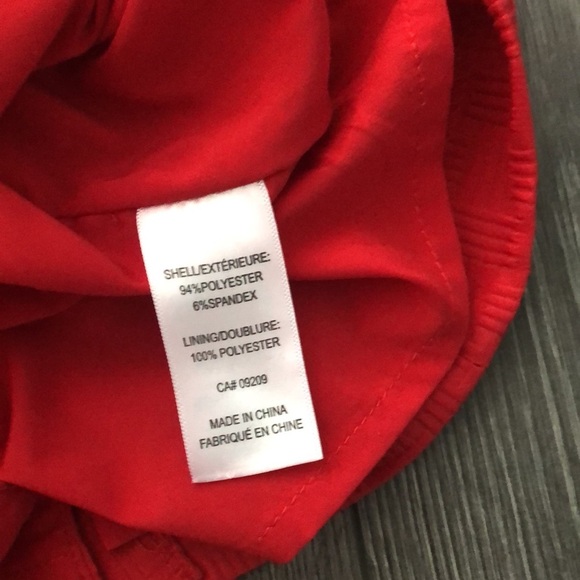 SHELL/EXTÉRIEURE:
94%POLYESTER
6%SPANDEX
LINING/DOUBLURE:
100% POLYESTER
CA# 09209
MADE IN CHINA
FABRIQUÉ EN CHINE